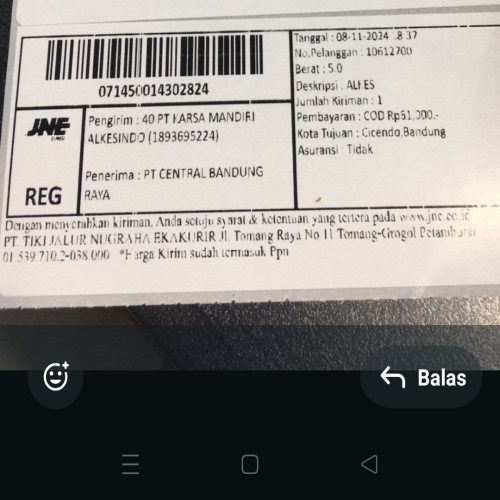 071450014302824
JNE
REG
Pengirim : 40 PT KARSA MANDIRI
ALKESINDO (1893695224)
Penerima : PT CENTRAL BANDUNG
RAYA
Tanggal : 08-11-2024 8.37
No.Pelanggan : 10612700
Berat : 5.0
Deskripsi : ALKES
Jumlah Kiriman : 1
Pembayaran : COD Rp61,000.-
Kota Tujuan : Cicendo,Bandung
Asuransi : Tidak
Dengan menyerahkan kiriman, Anda setuju syarat & ketentuan yang tertera pada www.jne.co.id
PT. TIKI JALUR NUGRAHA EKAKURIR Jl. Tomang Raya No 11 Tomang-Grogol Petamburan
01.539.710.2-038.000 *Harga Kirim sudah termasuk Ppn
Balas